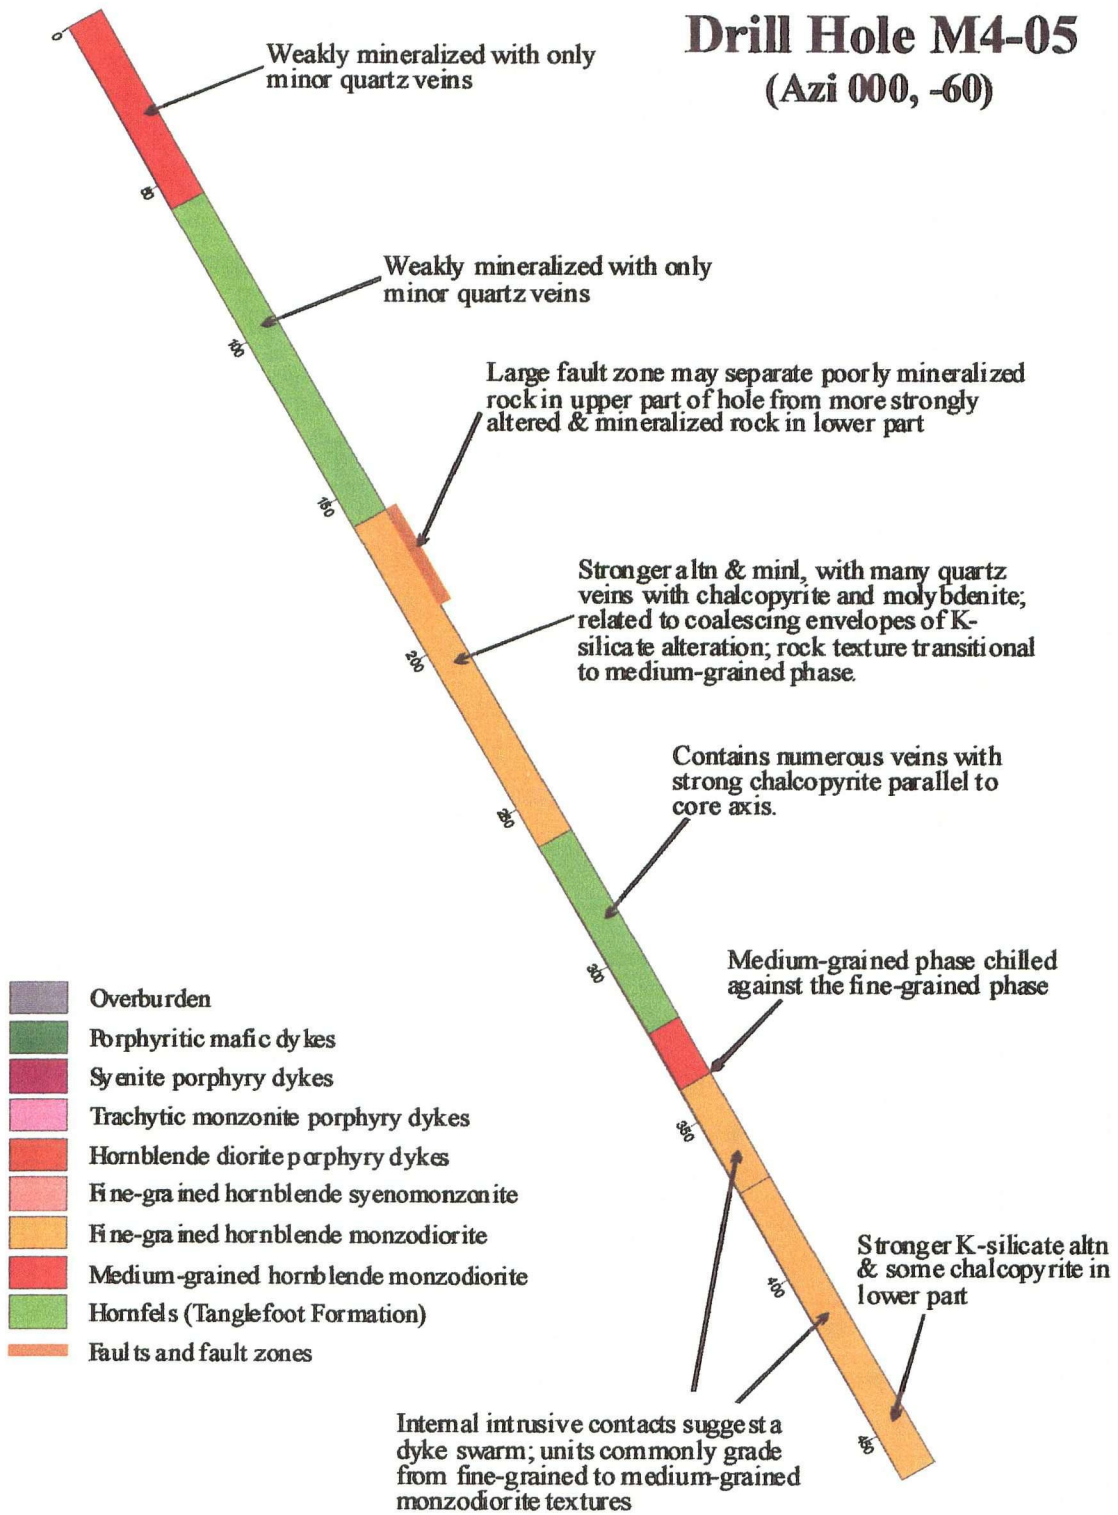 Drill Hole M4-05
(Azi 000, -60)
0
Weakly mineralized with only
minor quartz veins
50
Weakly mineralized with only
minor quartz veins
100
Large fault zone may separate poorly mineralized
rock in upper part of hole from more strongly
altered & mineralized rock in lower part
150
Stronger altn & minl, with many quartz
veins with chalcopyrite and molybdenite;
related to coalescing envelopes of K-
silicate alteration; rock texture transitional
to medium-grained phase.
200
Contains numerous veins with
strong chalcopyrite parallel to
core axis.
250
Medium-grained phase chilled
against the fine-grained phase
300
350
Stronger K-silicate altn
& some chalcopyrite in
lower part
400
450
Internal intrusive contacts suggest a
dyke swarm; units commonly grade
from fine-grained to medium-grained
monzodiorite textures
Overburden
Porphyritic mafic dykes
Syenite porphyry dykes
Trachytic monzonite porphyry dykes
Hornblende diorite porphyry dykes
Fine-grained hornblende syenomonzonite
Fine-grained hornblende monzodiorite
Medium-grained hornblende monzodiorite
Hornfels (Tanglefoot Formation)
Faults and fault zones